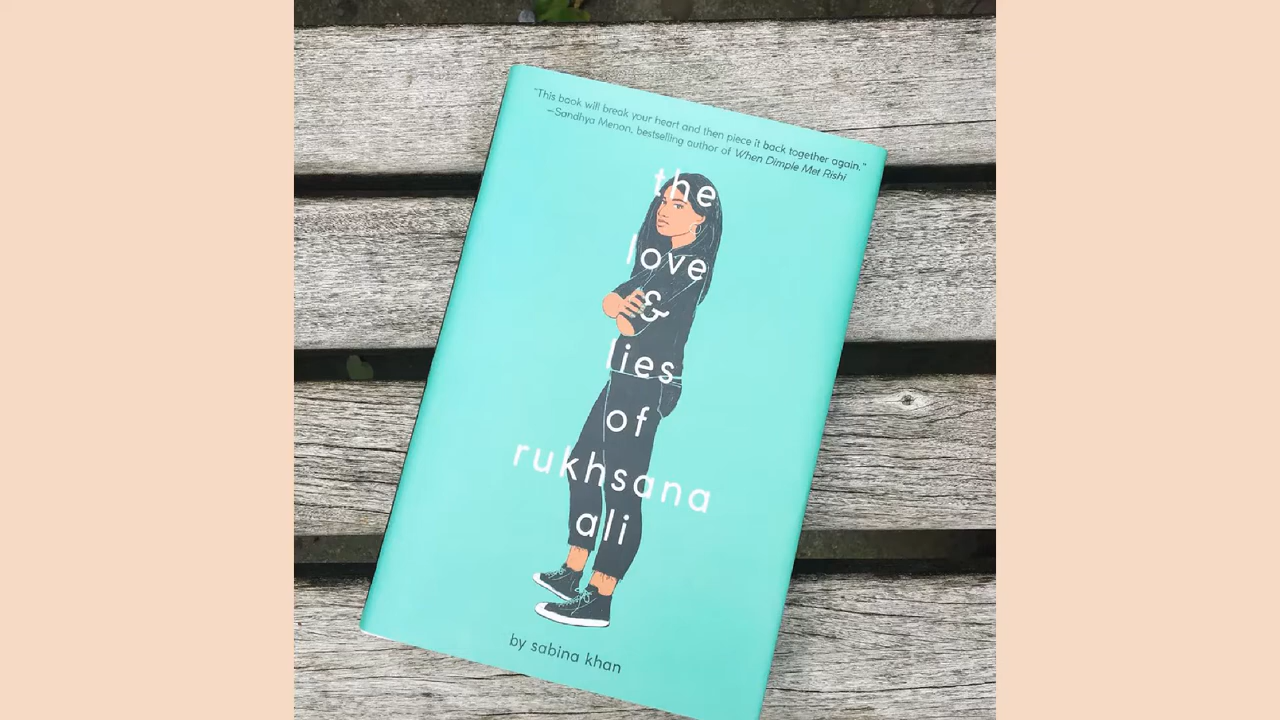 "This book will break your heart and then piece it back together again."
—Sandhya Menon, bestselling author of When Dimple Met Rishi
the
love
&
lies
of
rukhsana
ali
by sabina khan